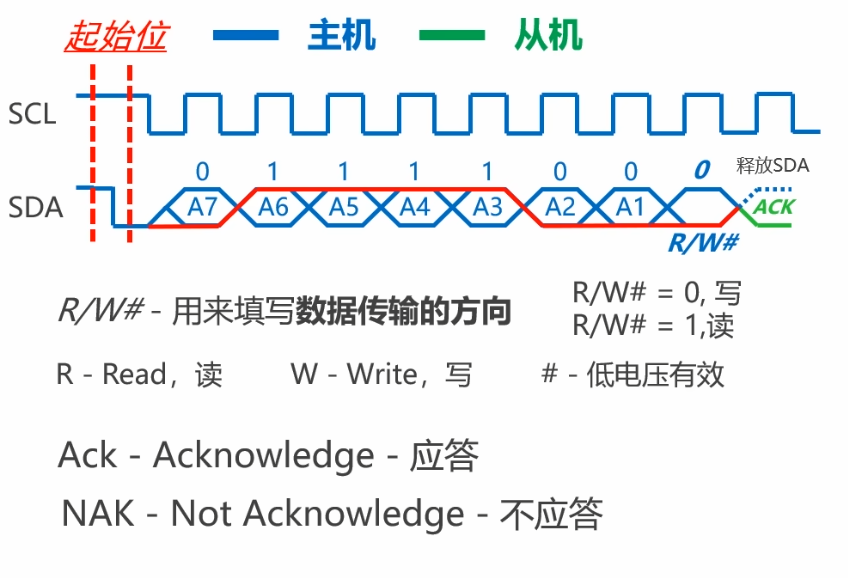 起始位 主机 从机
SCL
0 1 1 1 1 0 0 0 释放SDA
SDA A7 A6 A5 A4 A3 A2 A1 ACK
R/W#
R/W# - 用来填写数据传输的方向
R/W# = 0, 写
R/W# = 1,读
R - Read，读 W - Write，写 # - 低电压有效
Ack - Acknowledge - 应答
NAK - Not Acknowledge - 不应答